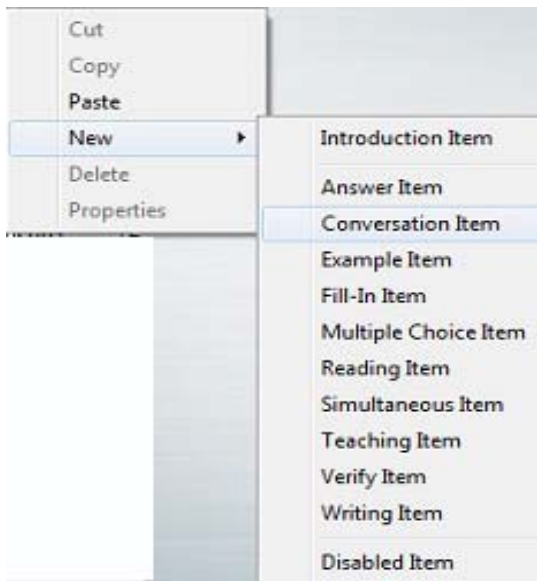 Cut
Copy
Paste
New
Delete
Properties
Introduction Item
Answer Item
Conversation Item
Example Item
Fill-In Item
Multiple Choice Item
Reading Item
Simultaneous Item
Teaching Item
Verify Item
Writing Item
Disabled Item